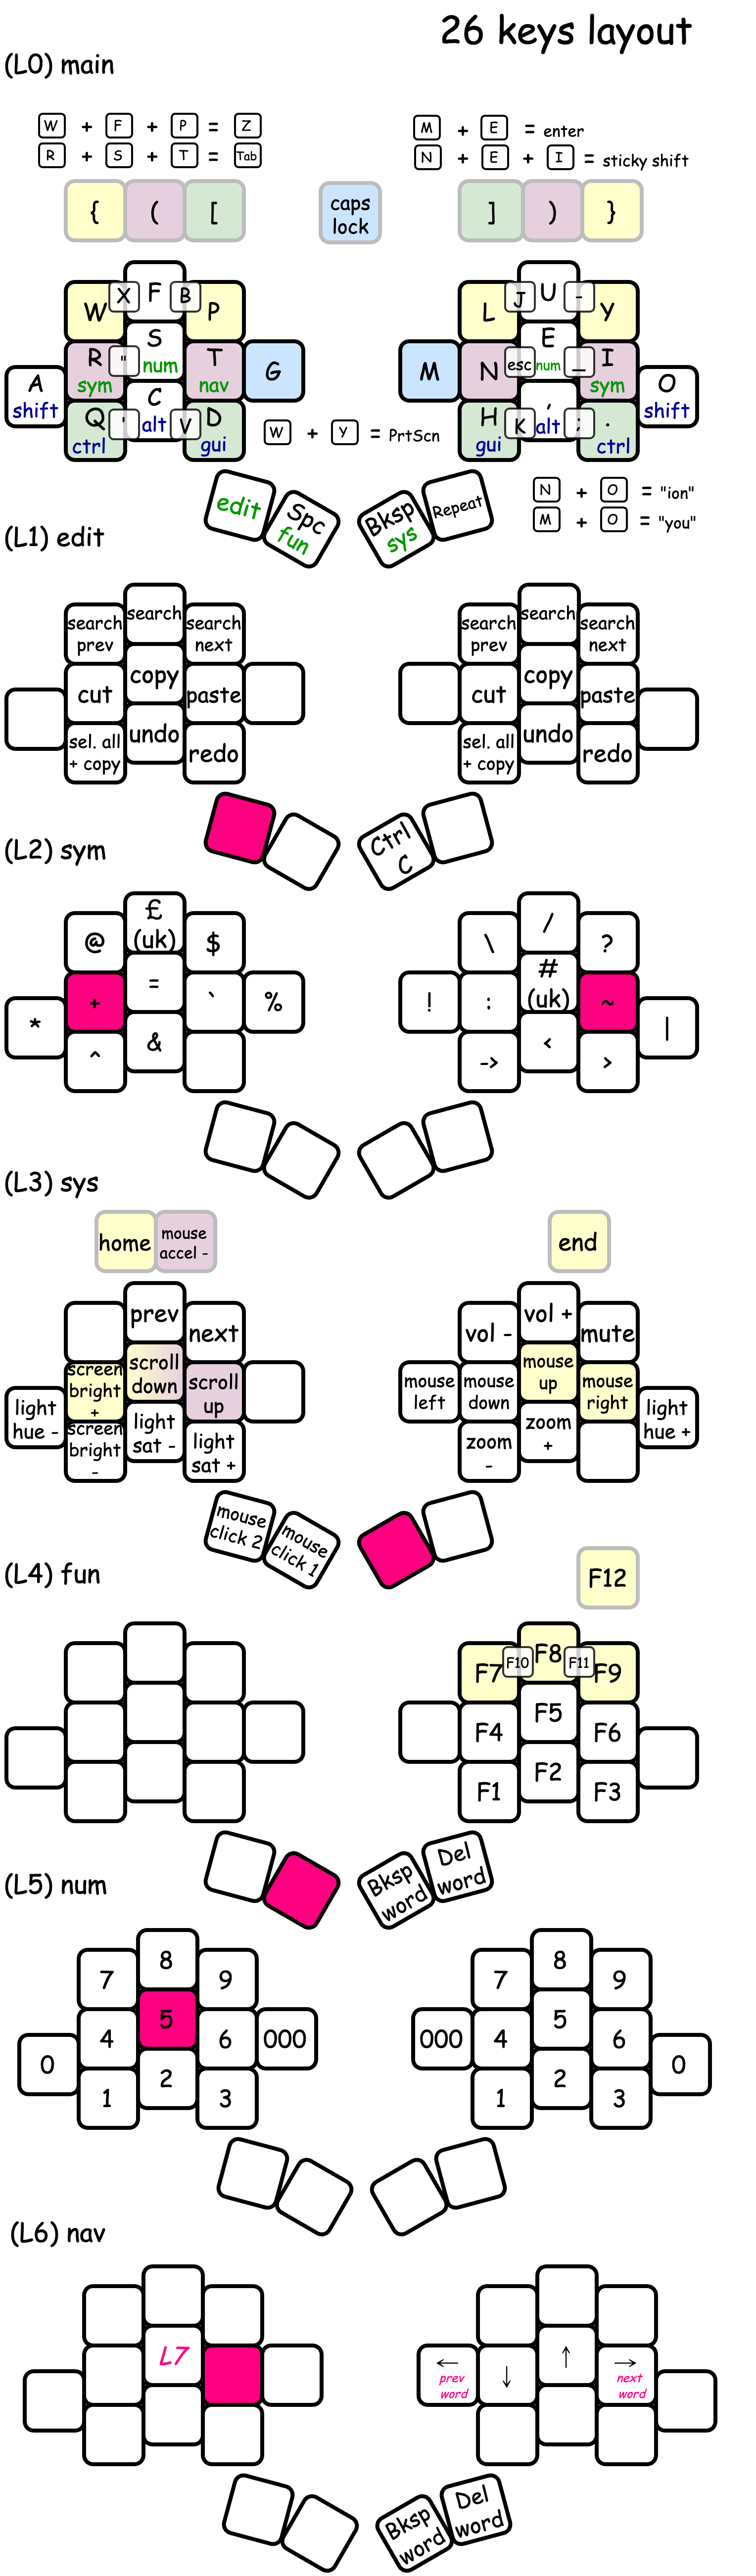 26 keys layout
(L0) main
W + F + P = Z
R + S + T = Tab
M + E = enter
N + E + I = sticky shift
{ ( [
caps
lock
] ) }
W X F B P
R " S T G
sym num nav
A
shift
Q ' C V D
ctrl alt gui
L J U - Y
M N esc E _ I
num sym
O
shift
H K , ; .
gui alt ctrl
W + Y = PrtScn
edit
Spc
fun
Bksp
sys
Repeat
N + O = "ion"
M + O = "you"
(L1) edit
search
prev
search
search
next
cut copy paste
sel. all
+ copy
undo redo
search
prev
search
search
next
cut copy paste
sel. all
+ copy
undo redo
Ctrl
C
(L2) sym
@
£
(uk)
$
* + = ` %
^ &
\ / ?
! :
#
(uk)
~ |
-> < >
(L3) sys
home
mouse
accel -
end
prev next
screen
bright
+
scroll
down
scroll
up
light
hue -
screen
bright
-
light
sat -
light
sat +
vol - vol + mute
mouse
left
mouse
down
mouse
up
mouse
right
light
hue +
zoom
-
zoom
+
mouse
click 2
mouse
click 1
(L4) fun
F12
F7 F10 F8 F11 F9
F4 F5 F6
F1 F2 F3
Bksp
word
Del
word
(L5) num
7 8 9
0 4 5 6 000
1 2 3
7 8 9
000 4 5 6 0
1 2 3
(L6) nav
L7
←
prev
word
↓ ↑ →
next
word
Bksp
word
Del
word